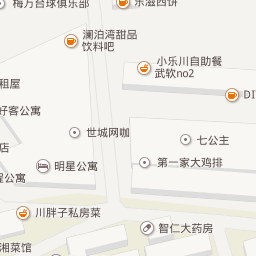 梅万台球俱乐部
乐滋四饼
澜泊湾甜品
饮料吧
小乐川自助餐
武软no2
租屋
DI
好客公寓
世城网咖
七公主
店
明星公寓
第一家大鸡排
星公寓
川胖子私房菜
智仁大药房
湘菜馆